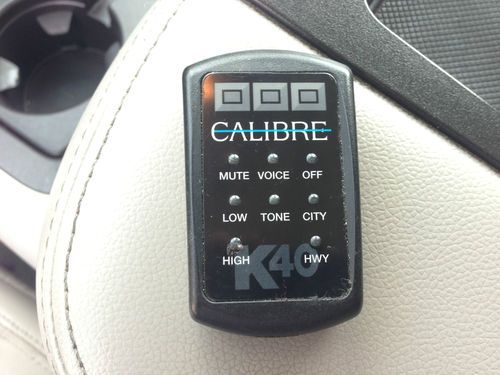 CALIBRE
MUTE VOICE OFF
LOW TONE CITY
HIGH HWY
K40